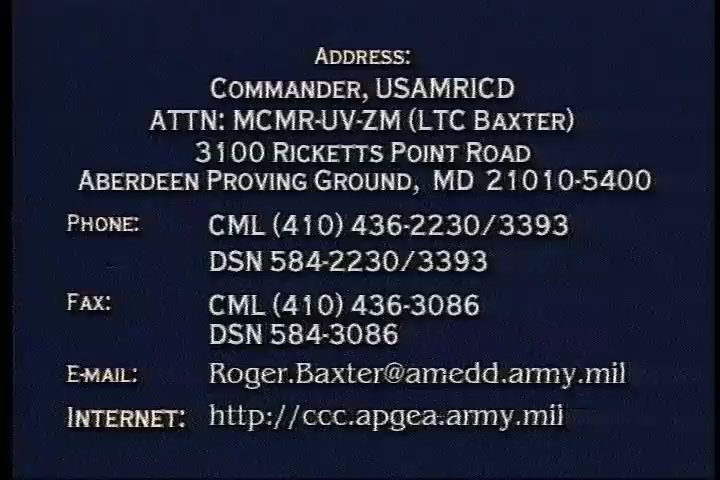 Address:
Commander, USAMRICD
ATTN: MCMR-UV-ZM (LTC Baxter)
3100 Ricketts Point Road
Aberdeen Proving Ground, MD 21010-5400
Phone: CML (410) 436-2230/3393
DSN 584-2230/3393
Fax: CML (410) 436-3086
DSN 584-3086
E-mail: Roger.Baxter@amedd.army.mil
Internet: http://ccc.apgea.army.mil